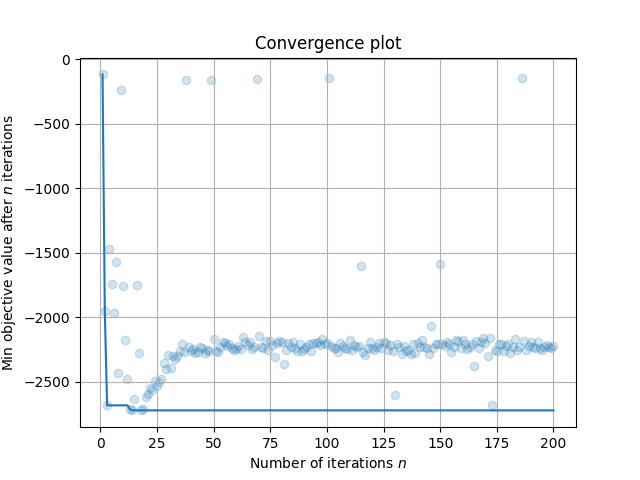 Convergence plot
Min objective value after n iterations
0
−500
−1000
−1500
−2000
−2500
0 25 50 75 100 125 150 175 200
Number of iterations n